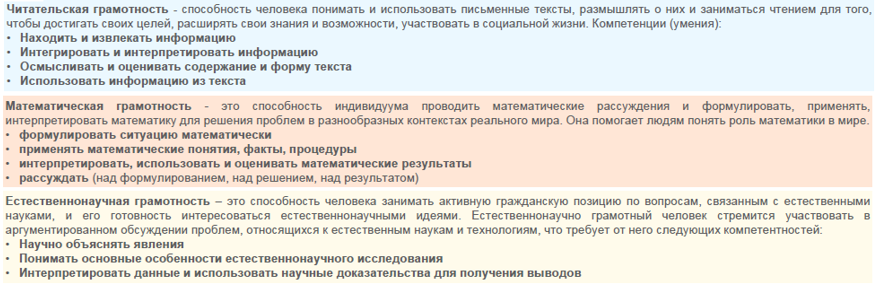 Читательская грамотность - способность человека понимать и использовать письменные тексты, размышлять о них и заниматься чтением для того,
чтобы достигать своих целей, расширять свои знания и возможности, участвовать в социальной жизни. Компетенции (умения):
• Находить и извлекать информацию
• Интегрировать и интерпретировать информацию
• Осмысливать и оценивать содержание и форму текста
• Использовать информацию из текста
Математическая грамотность - это способность индивидуума проводить математические рассуждения и формулировать, применять,
интерпретировать математику для решения проблем в разнообразных контекстах реального мира. Она помогает людям понять роль математики в мире.
• формулировать ситуацию математически
• применять математические понятия, факты, процедуры
• интерпретировать, использовать и оценивать математические результаты
• рассуждать (над формулированием, над решением, над результатом)
Естественнонаучная грамотность – это способность человека занимать активную гражданскую позицию по вопросам, связанным с естественными
науками, и его готовность интересоваться естественнонаучными идеями. Естественнонаучно грамотный человек стремится участвовать в
аргументированном обсуждении проблем, относящихся к естественным наукам и технологиям, что требует от него следующих компетентностей:
• Научно объяснять явления
• Понимать основные особенности естественнонаучного исследования
• Интерпретировать данные и использовать научные доказательства для получения выводов